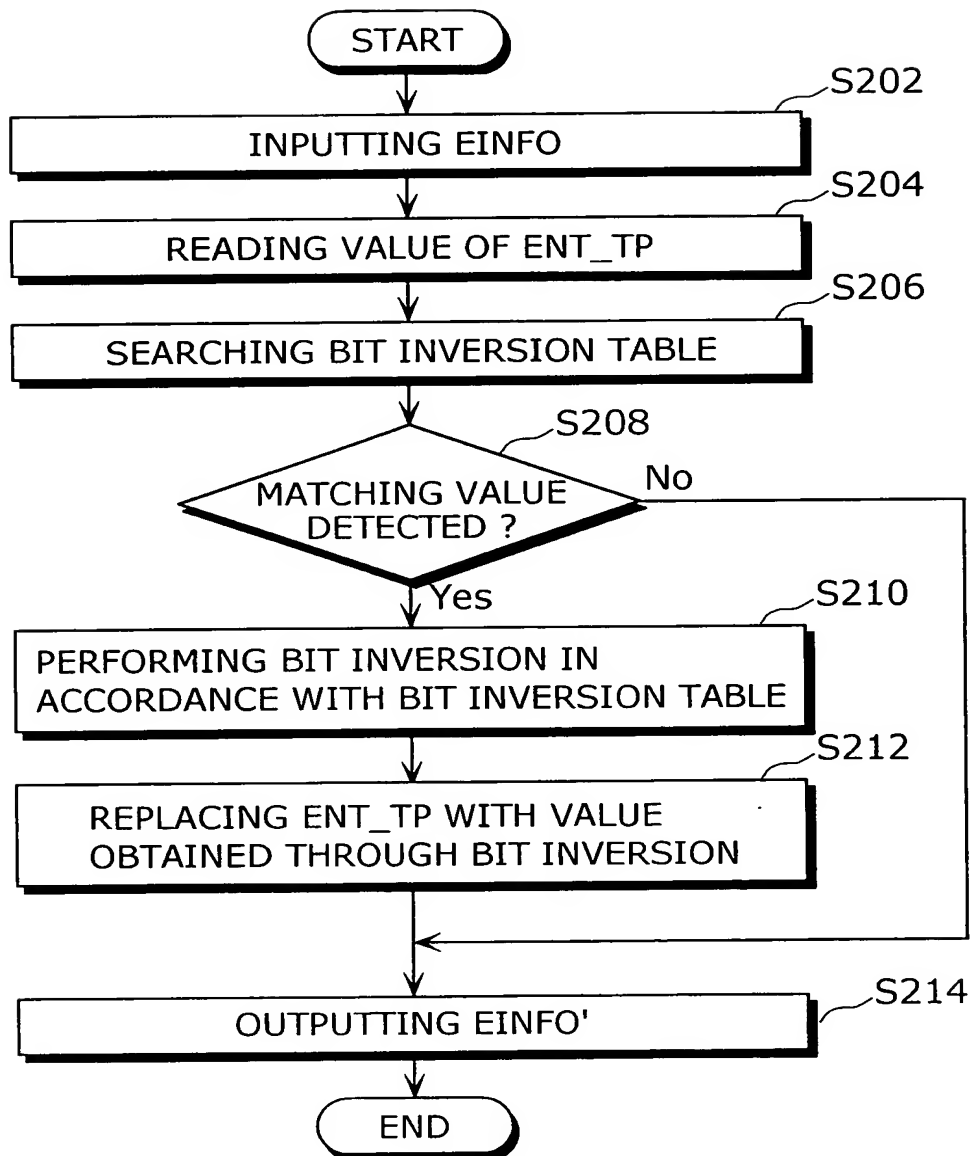 START
S202
INPUTTING EINFO
S204
READING VALUE OF ENT_TP
S206
SEARCHING BIT INVERSION TABLE
S208
MATCHING VALUE
DETECTED ?
No
Yes
S210
PERFORMING BIT INVERSION IN
ACCORDANCE WITH BIT INVERSION TABLE
S212
REPLACING ENT_TP WITH VALUE
OBTAINED THROUGH BIT INVERSION
S214
OUTPUTTING EINFO'
END